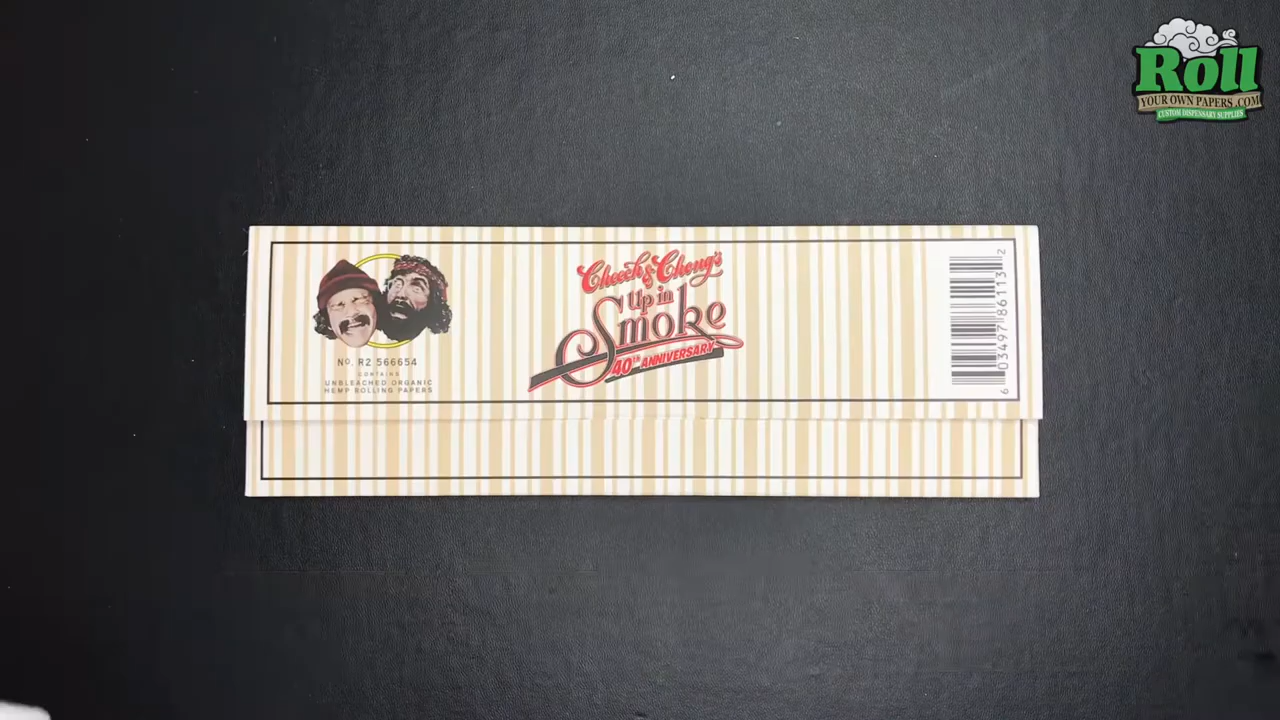 Roll
YOUR OWN PAPERS.COM
CUSTOM DISPENSARY SUPPLIES
Cheech & Chong's
Up in
Smoke
40th ANNIVERSARY
No. R2 566654
CONTAINS
UNBLEACHED ORGANIC
HEMP ROLLING PAPERS
6 03497 86113 2